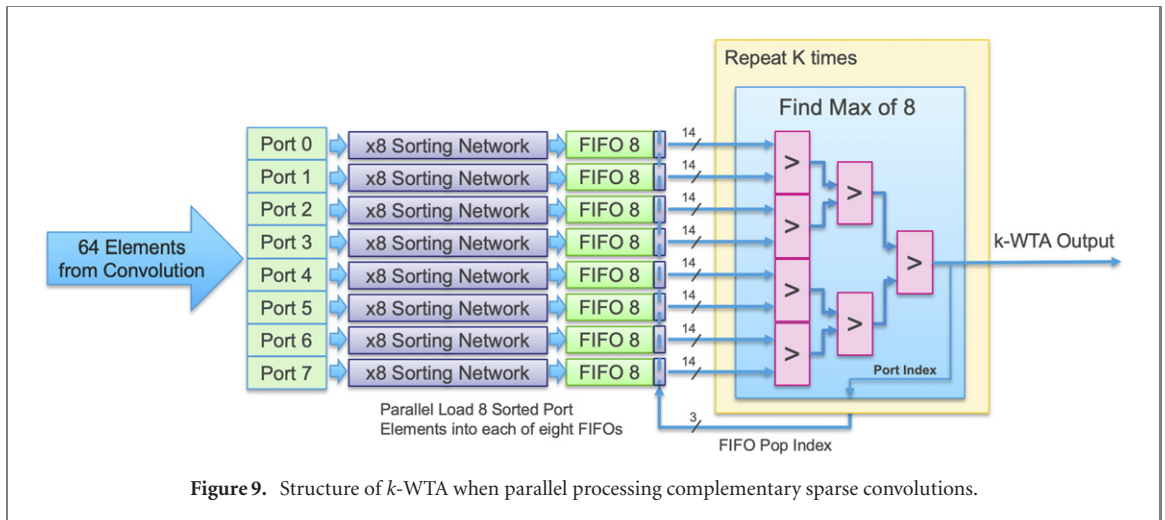 Repeat K times
Find Max of 8
64 Elements
from Convolution
Port 0
x8 Sorting Network
FIFO 8
14
>
Port 1
x8 Sorting Network
FIFO 8
14
>
Port 2
x8 Sorting Network
FIFO 8
14
>
Port 3
x8 Sorting Network
FIFO 8
14
>
k-WTA Output
Port 4
x8 Sorting Network
FIFO 8
14
>
Port 5
x8 Sorting Network
FIFO 8
14
>
Port 6
x8 Sorting Network
FIFO 8
14
>
Port 7
x8 Sorting Network
FIFO 8
14
Port Index
Parallel Load 8 Sorted Port
Elements into each of eight FIFOs
3
FIFO Pop Index
Figure 9. Structure of k-WTA when parallel processing complementary sparse convolutions.